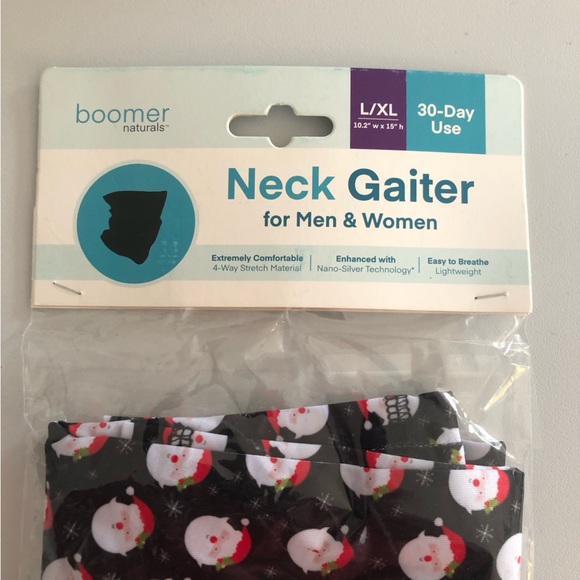 boomer
naturals™
L/XL
10.2" w x 15" h
30-Day
Use
Neck Gaiter
for Men & Women
Extremely Comfortable
4-Way Stretch Material
Enhanced with
Nano-Silver Technology*
Easy to Breathe
Lightweight